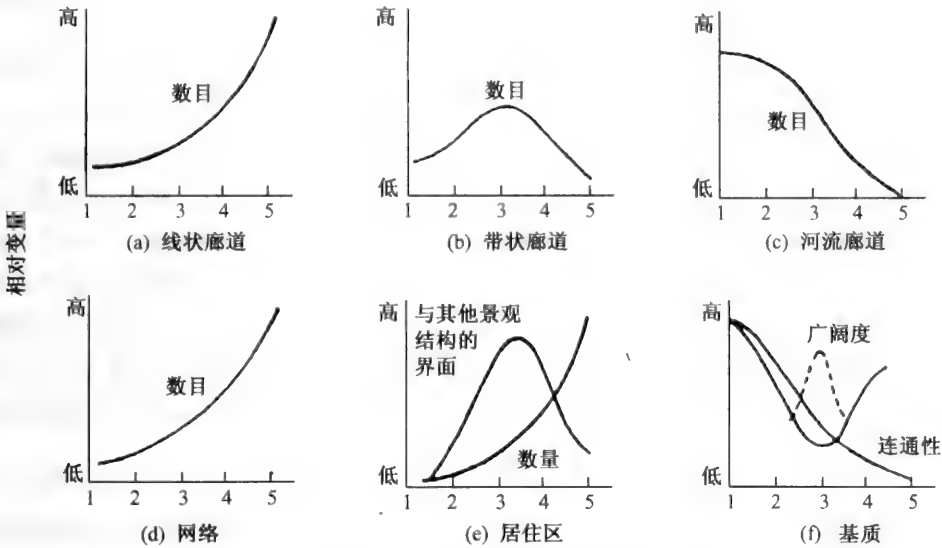 相对变量
高
数目
低
1 2 3 4 5
(a) 线状廊道
高
数目
低
1 2 3 4 5
(b) 带状廊道
高
数目
低
1 2 3 4 5
(c) 河流廊道
高
数目
低
1 2 3 4 5
(d) 网络
高
与其他景观
结构的
界面
数量
低
1 2 3 4 5
(e) 居住区
高
广阔度
连通性
低
1 2 3 4 5
(f) 基质